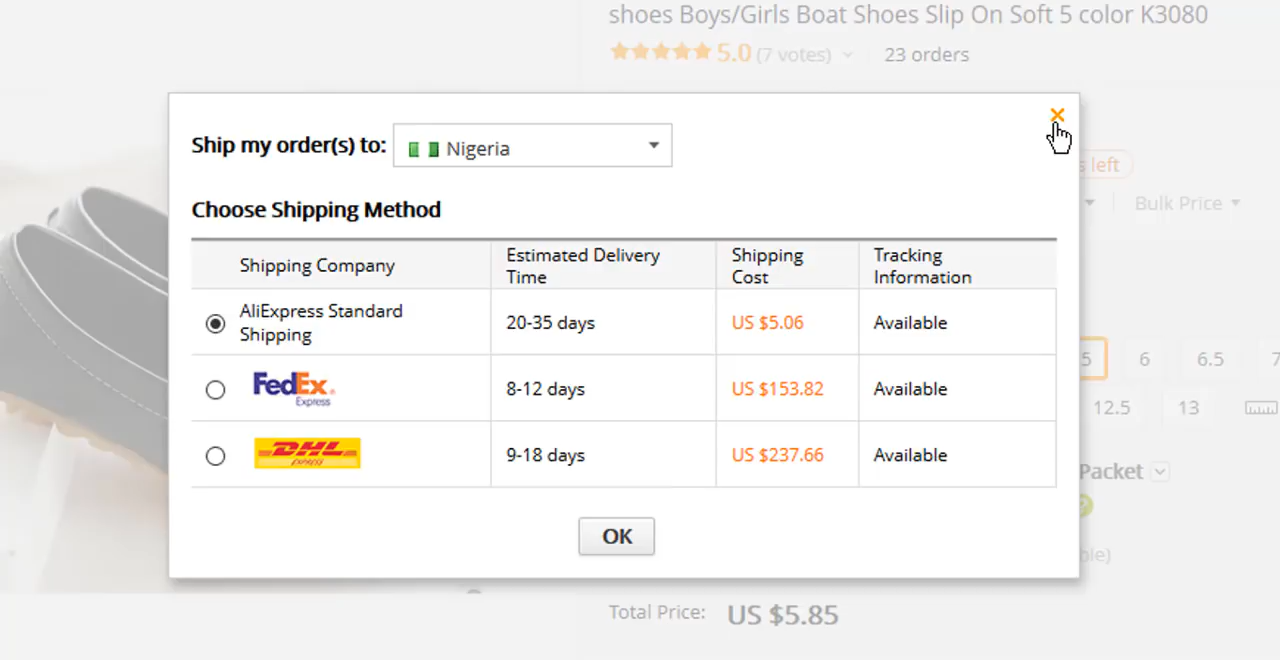 shoes Boys/Girls Boat Shoes Slip On Soft 5 color K3080
5.0 (7 votes) 23 orders
Ship my order(s) to: Nigeria
s left
Bulk Price
Choose Shipping Method
Shipping Company
Estimated Delivery
Time
Shipping
Cost
Tracking
Information
AliExpress Standard
Shipping
20-35 days
US $5.06
Available
FedEx
Express
8-12 days
US $153.82
Available
DHL
EXPRESS
9-18 days
US $237.66
Available
5 6 6.5 7
12.5 13
Packet
?
ble)
OK
Total Price: US $5.85